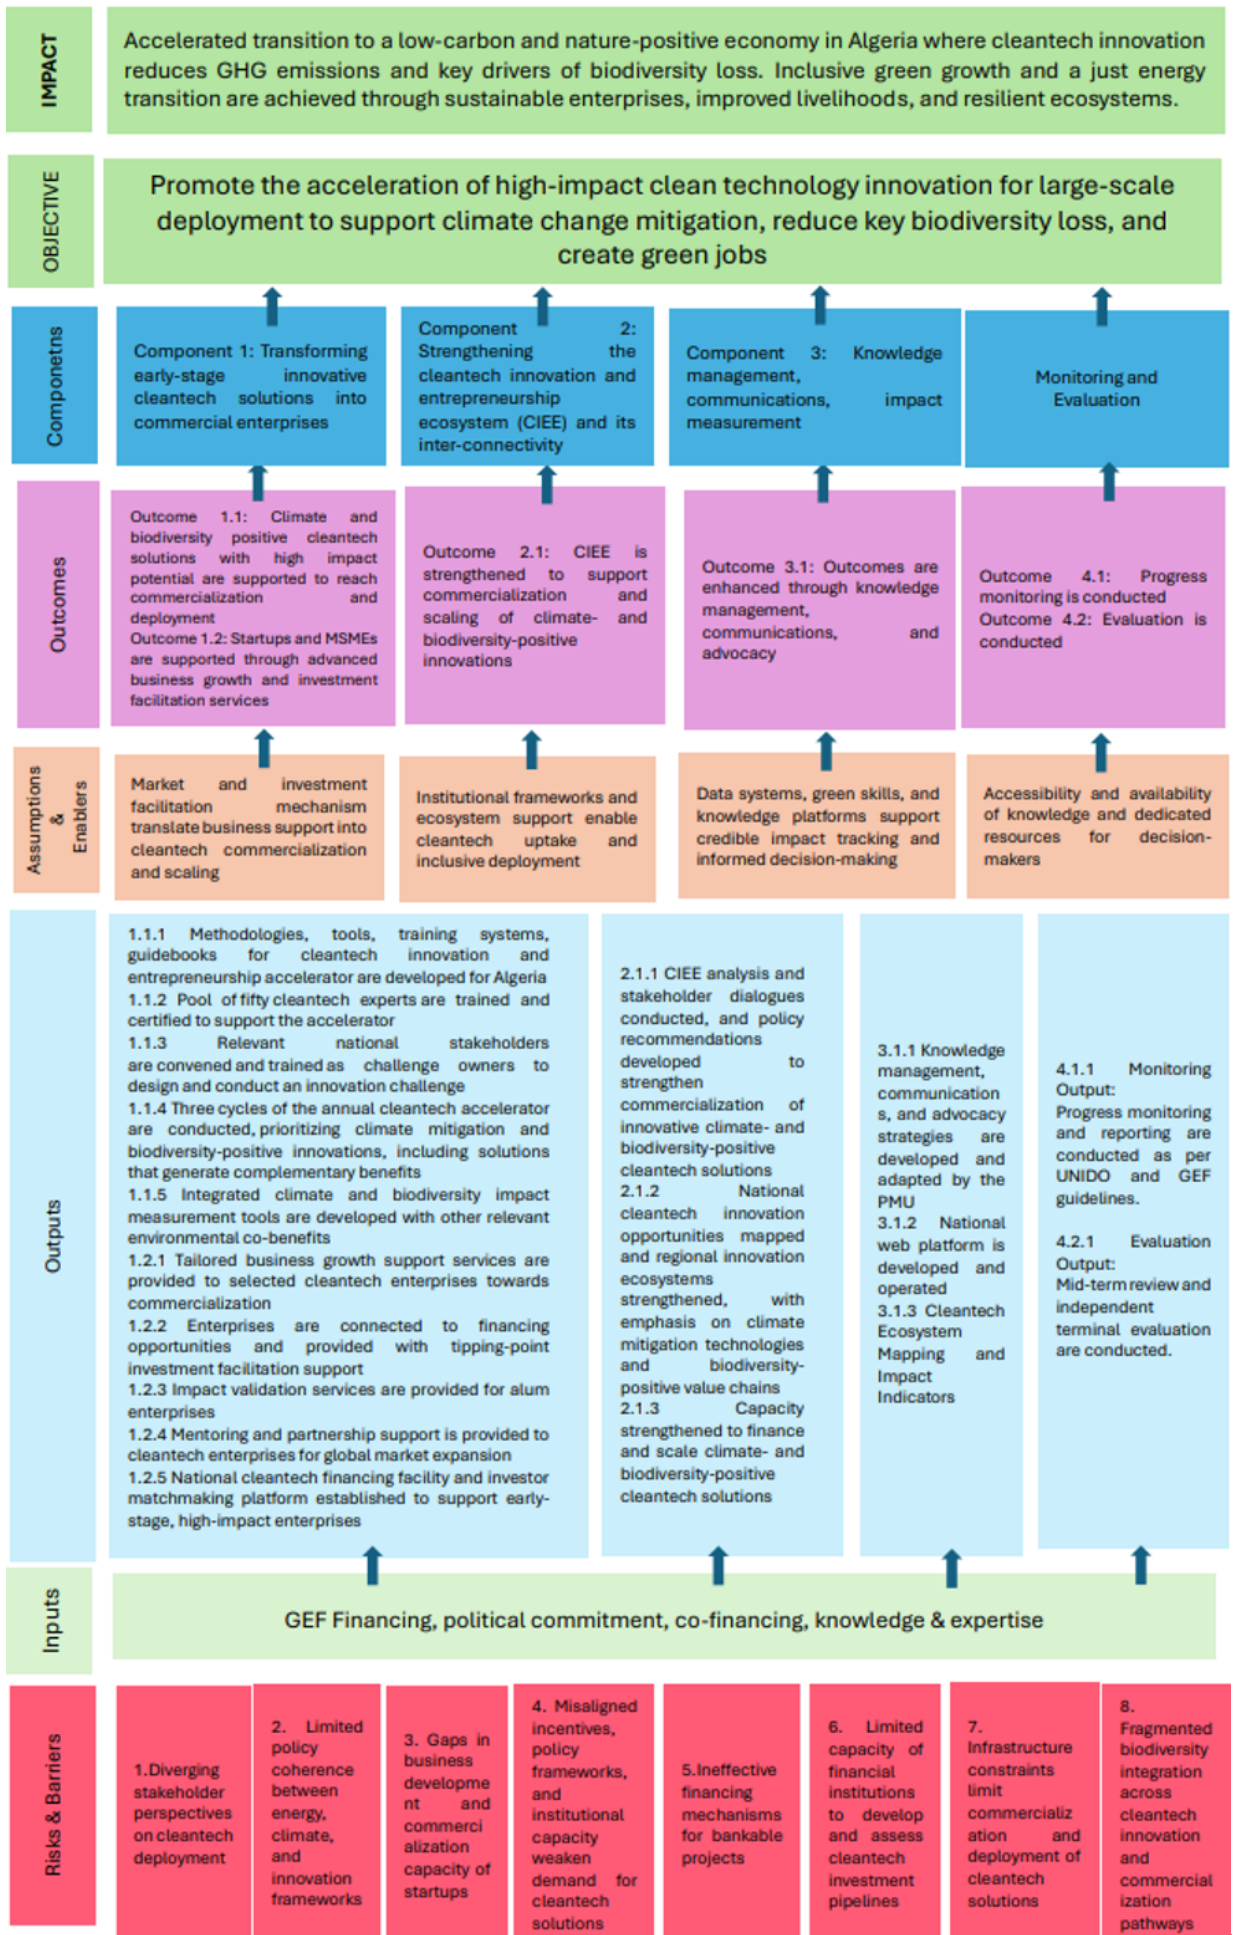 IMPACT
Accelerated transition to a low-carbon and nature-positive economy in Algeria where cleantech innovation
reduces GHG emissions and key drivers of biodiversity loss. Inclusive green growth and a just energy
transition are achieved through sustainable enterprises, improved livelihoods, and resilient ecosystems.
OBJECTIVE
Promote the acceleration of high-impact clean technology innovation for large-scale
deployment to support climate change mitigation, reduce key biodiversity loss, and
create green jobs
Componetns
Component 1: Transforming
early-stage innovative
cleantech solutions into
commercial enterprises
Component 2:
Strengthening the
cleantech innovation and
entrepreneurship
ecosystem (CIEE) and its
inter-connectivity
Component 3: Knowledge
management,
communications, impact
measurement
Monitoring and
Evaluation
Outcomes
Outcome 1.1: Climate and
biodiversity positive cleantech
solutions with high impact
potential are supported to reach
commercialization and
deployment
Outcome 1.2: Startups and MSMEs
are supported through advanced
business growth and investment
facilitation services
Outcome 2.1: CIEE is
strengthened to support
commercialization and
scaling of climate- and
biodiversity-positive
innovations
Outcome 3.1: Outcomes are
enhanced through knowledge
management,
communications, and
advocacy
Outcome 4.1: Progress
monitoring is conducted
Outcome 4.2: Evaluation is
conducted
Assumptions
&
Enablers
Market and investment
facilitation mechanism
translate business support into
cleantech commercialization
and scaling
Institutional frameworks and
ecosystem support enable
cleantech uptake and
inclusive deployment
Data systems, green skills, and
knowledge platforms support
credible impact tracking and
informed decision-making
Accessibility and availability
of knowledge and dedicated
resources for decision-
makers
Outputs
1.1.1 Methodologies, tools, training systems,
guidebooks for cleantech innovation and
entrepreneurship accelerator are developed for Algeria
1.1.2 Pool of fifty cleantech experts are trained and
certified to support the accelerator
1.1.3 Relevant national stakeholders
are convened and trained as challenge owners to
design and conduct an innovation challenge
1.1.4 Three cycles of the annual cleantech accelerator
are conducted, prioritizing climate mitigation and
biodiversity-positive innovations, including solutions
that generate complementary benefits
1.1.5 Integrated climate and biodiversity impact
measurement tools are developed with other relevant
environmental co-benefits
1.2.1 Tailored business growth support services are
provided to selected cleantech enterprises towards
commercialization
1.2.2 Enterprises are connected to financing
opportunities and provided with tipping-point
investment facilitation support
1.2.3 Impact validation services are provided for alum
enterprises
1.2.4 Mentoring and partnership support is provided to
cleantech enterprises for global market expansion
1.2.5 National cleantech financing facility and investor
matchmaking platform established to support early-
stage, high-impact enterprises
2.1.1 CIEE analysis and
stakeholder dialogues
conducted, and policy
recommendations
developed to
strengthen
commercialization of
innovative climate- and
biodiversity-positive
cleantech solutions
2.1.2 National
cleantech innovation
opportunities mapped
and regional innovation
ecosystems
strengthened, with
emphasis on climate
mitigation technologies
and biodiversity-
positive value chains
2.1.3 Capacity
strengthened to finance
and scale climate- and
biodiversity-positive
cleantech solutions
3.1.1 Knowledge
management,
communication
s, and advocacy
strategies are
developed and
adapted by the
PMU
3.1.2 National
web platform is
developed and
operated
3.1.3 Cleantech
Ecosystem
Mapping and
Impact
Indicators
4.1.1 Monitoring
Output:
Progress monitoring
and reporting are
conducted as per
UNIDO and GEF
guidelines.
4.2.1 Evaluation
Output:
Mid-term review and
independent
terminal evaluation
are conducted.
Inputs
GEF Financing, political commitment, co-financing, knowledge & expertise
Risks & Barriers
1.Diverging
stakeholder
perspectives
on cleantech
deployment
2. Limited
policy
coherence
between
energy,
climate,
and
innovation
frameworks
3. Gaps in
business
developme
nt and
commerci
alization
capacity of
startups
4. Misaligned
incentives,
policy
frameworks,
and
institutional
capacity
weaken
demand for
cleantech
solutions
5.Ineffective
financing
mechanisms
for bankable
projects
6. Limited
capacity of
financial
institutions
to develop
and assess
cleantech
investment
pipelines
7.
Infrastructure
constraints
limit
commercializ
ation and
deployment of
cleantech
solutions
8.
Fragmented
biodiversity
integration
across
cleantech
innovation
and
commercial
ization
pathways